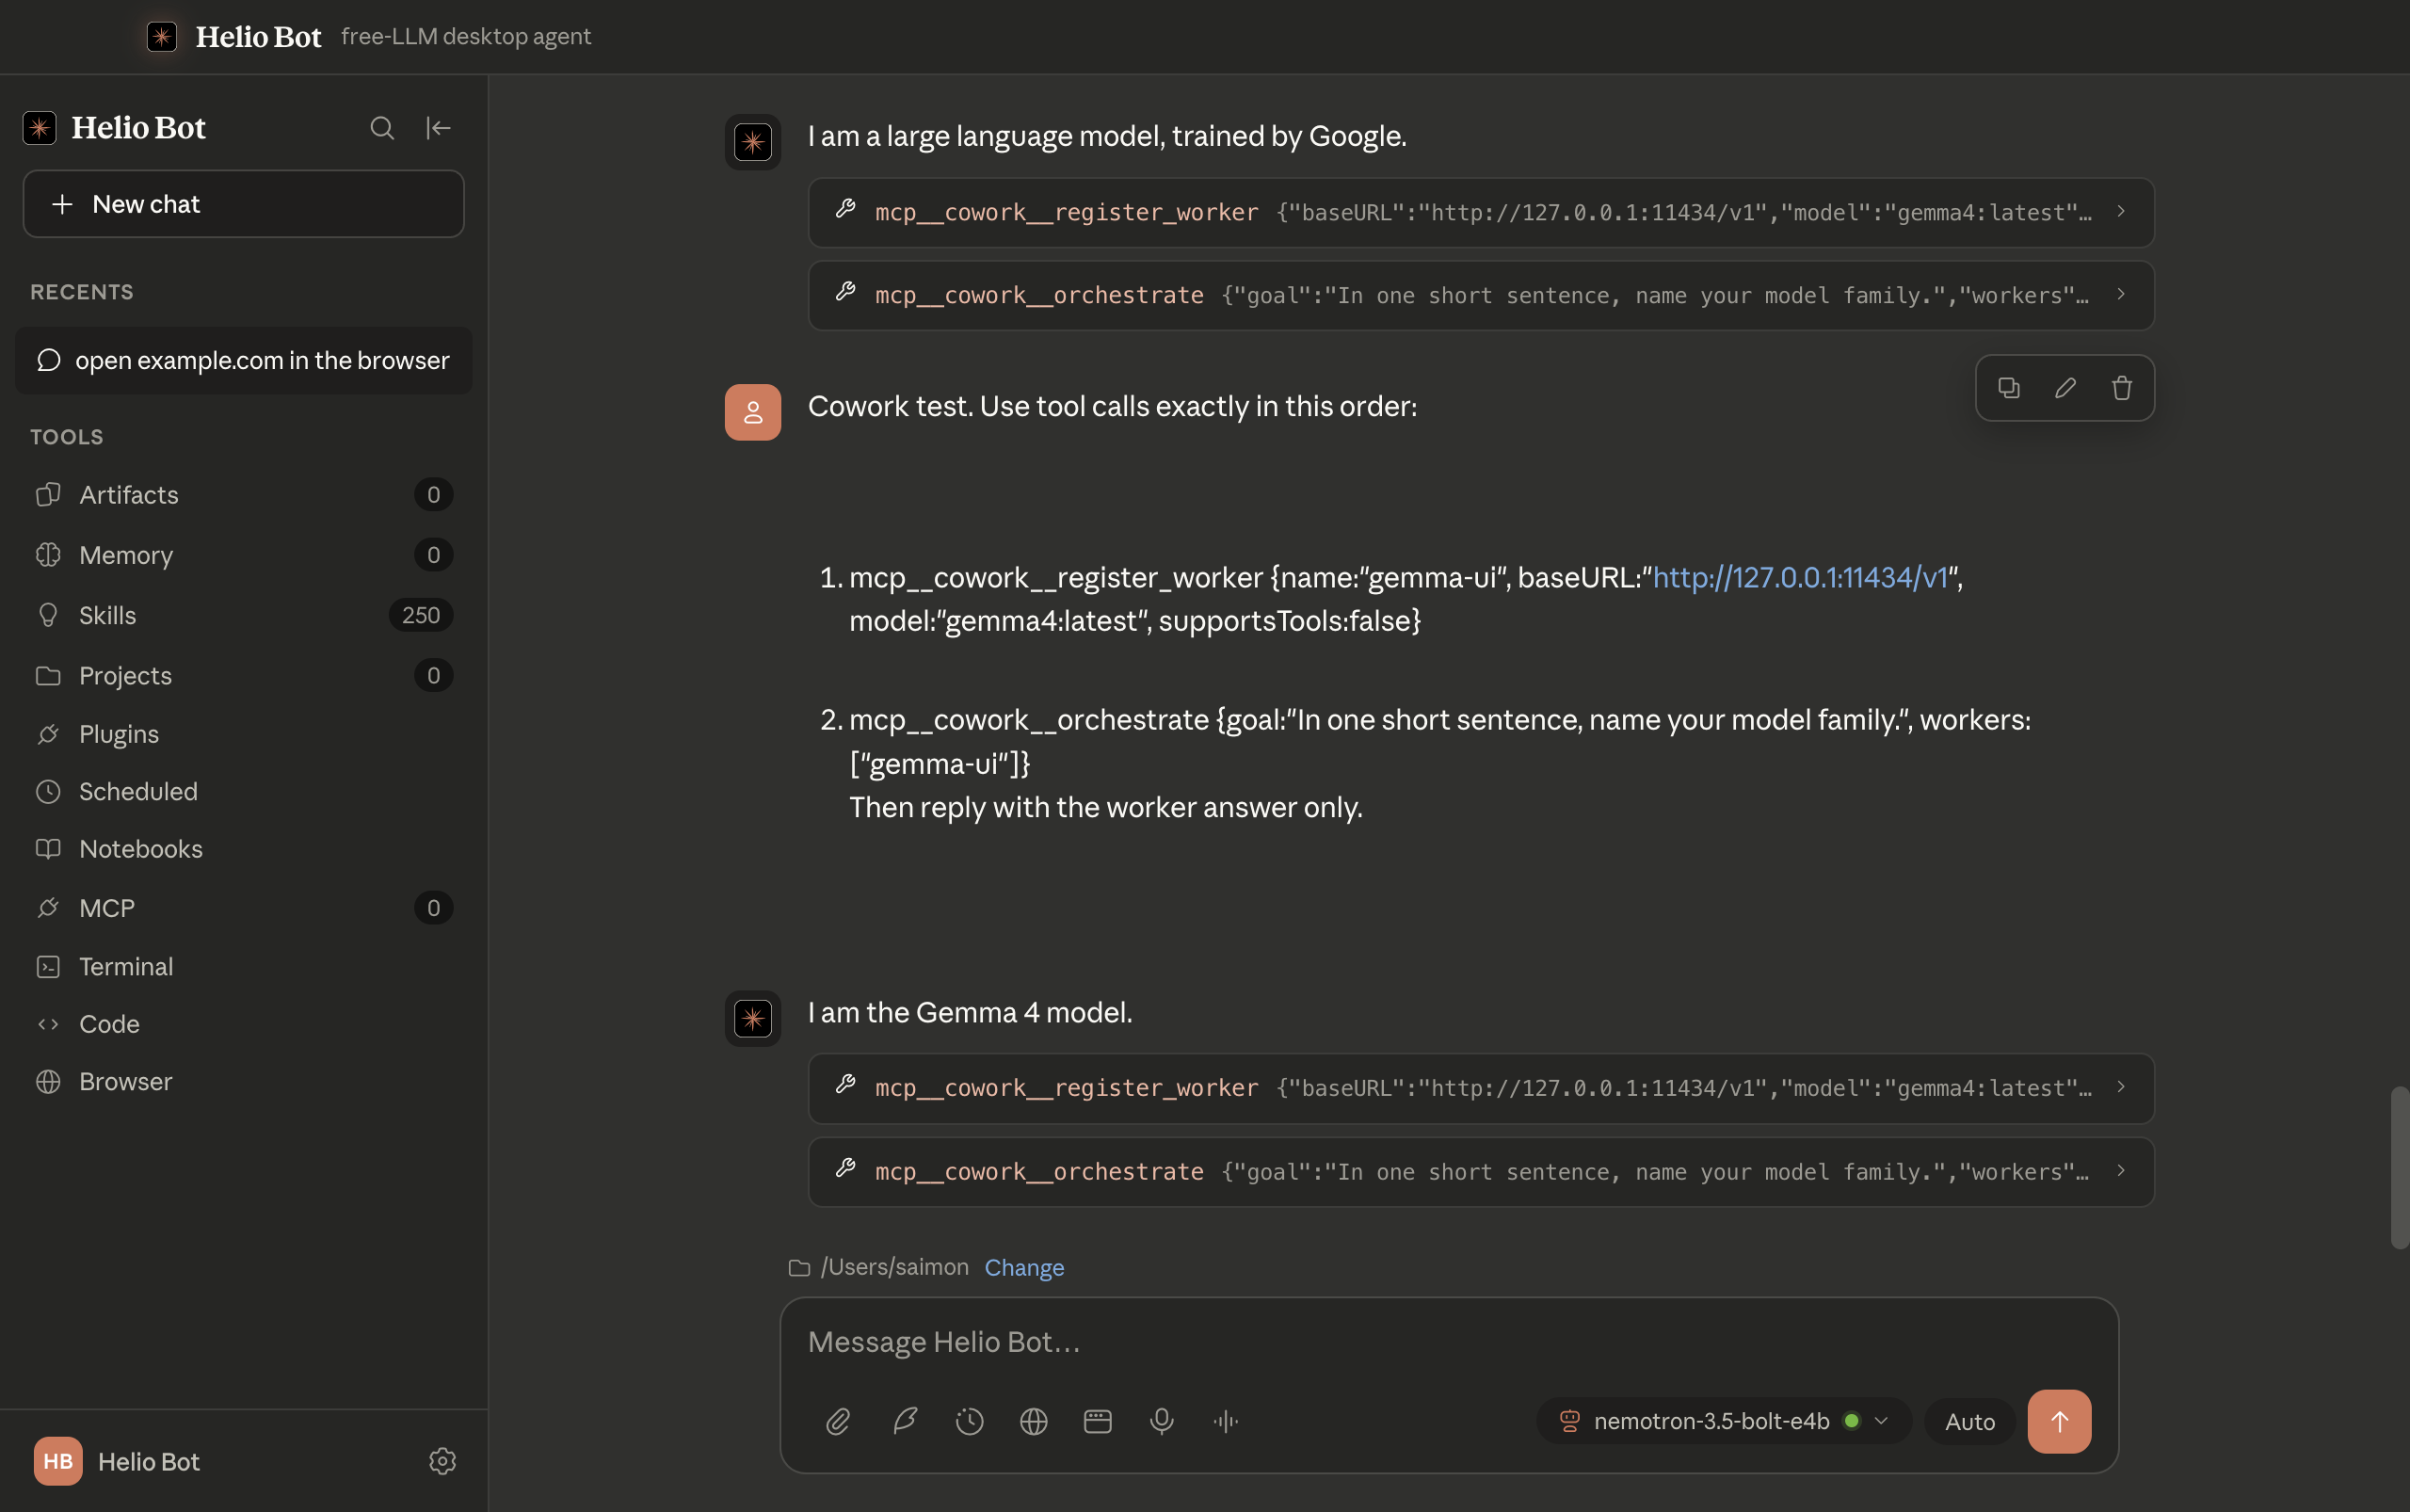 Helio Bot free-LLM desktop agent
Helio Bot
New chat
RECENTS
open example.com in the browser
TOOLS
Artifacts 0
Memory 0
Skills 250
Projects 0
Plugins
Scheduled
Notebooks
MCP 0
Terminal
Code
Browser
HB Helio Bot
I am a large language model, trained by Google.
mcp__cowork__register_worker {"baseURL":"http://127.0.0.1:11434/v1","model":"gemma4:latest"…
mcp__cowork__orchestrate {"goal":"In one short sentence, name your model family.","workers"…
Cowork test. Use tool calls exactly in this order:
1. mcp__cowork__register_worker {name:"gemma-ui", baseURL:"http://127.0.0.1:11434/v1",
model:"gemma4:latest", supportsTools:false}
2. mcp__cowork__orchestrate {goal:"In one short sentence, name your model family.", workers:
["gemma-ui"]}
Then reply with the worker answer only.
I am the Gemma 4 model.
mcp__cowork__register_worker {"baseURL":"http://127.0.0.1:11434/v1","model":"gemma4:latest"…
mcp__cowork__orchestrate {"goal":"In one short sentence, name your model family.","workers"…
/Users/saimon Change
Message Helio Bot…
nemotron-3.5-bolt-e4b Auto